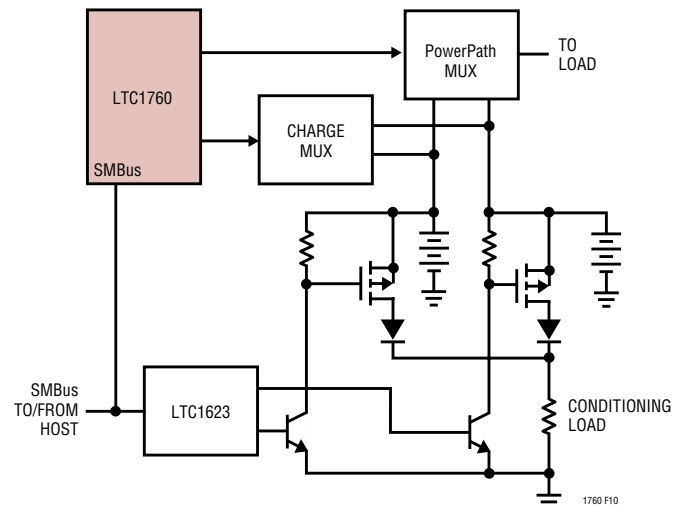 LTC1760
SMBus
PowerPath
MUX
TO
LOAD
CHARGE
MUX
SMBus
TO/FROM
HOST
LTC1623
CONDITIONING
LOAD
1760 F10